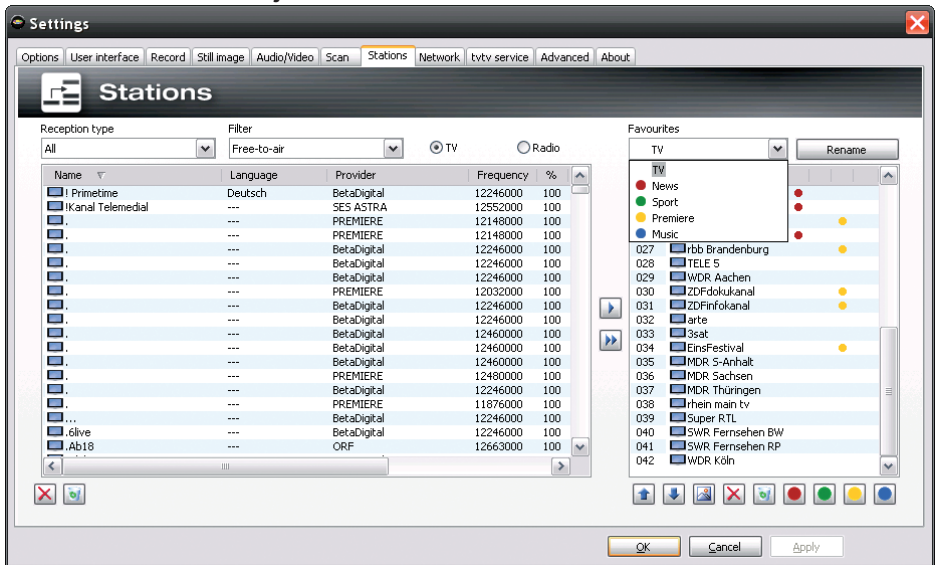 Settings
Options User interface Record Still image Audio/Video Scan Stations Network tvtv service Advanced About
Stations
Reception type Filter Favourites
All Free-to-air TV Radio TV Rename
Name Language Provider Frequency %
! Primetime Deutsch BetaDigital 12246000 100
!Kanal Telemedial --- SES ASTRA 12552000 100
. --- PREMIERE 12148000 100
. --- PREMIERE 12148000 100
. --- BetaDigital 12246000 100
. --- BetaDigital 12246000 100
. --- BetaDigital 12246000 100
. --- PREMIERE 12032000 100
. --- BetaDigital 12246000 100
. --- BetaDigital 12246000 100
. --- BetaDigital 12460000 100
. --- BetaDigital 12460000 100
. --- BetaDigital 12460000 100
. --- PREMIERE 12480000 100
. --- BetaDigital 12246000 100
. --- PREMIERE 11876000 100
... --- BetaDigital 12246000 100
.6live --- BetaDigital 12246000 100
.Ab18 --- ORF 12663000 100
TV
News
Sport
Premiere
Music
027 rbb Brandenburg
028 TELE 5
029 WDR Aachen
030 ZDFdokukanal
031 ZDFinfokanal
032 arte
033 3sat
034 EinsFestival
035 MDR S-Anhalt
036 MDR Sachsen
037 MDR Thüringen
038 rhein main tv
039 Super RTL
040 SWR Fernsehen BW
041 SWR Fernsehen RP
042 WDR Köln
OK Cancel Apply